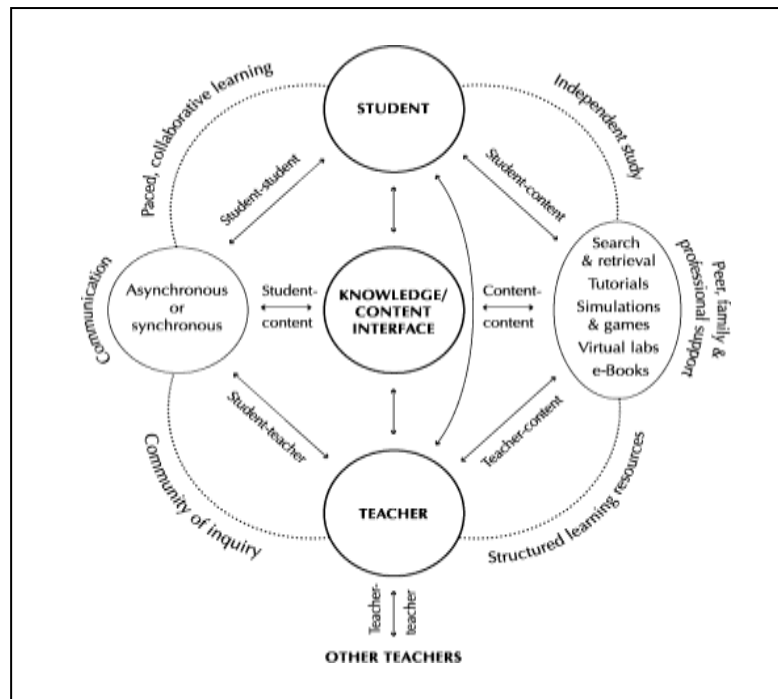 Paced, collaborative learning
STUDENT
Independent study
Student-student
Student-content
Communication
Asynchronous
or
synchronous
Student-
content
KNOWLEDGE/
CONTENT
INTERFACE
Content-
content
Search
& retrieval
Tutorials
Simulations
& games
Virtual labs
e-Books
Peer, family &
professional support
Student-teacher
Teacher-content
Community of inquiry
TEACHER
Structured learning resources
Teacher-
teacher
OTHER TEACHERS